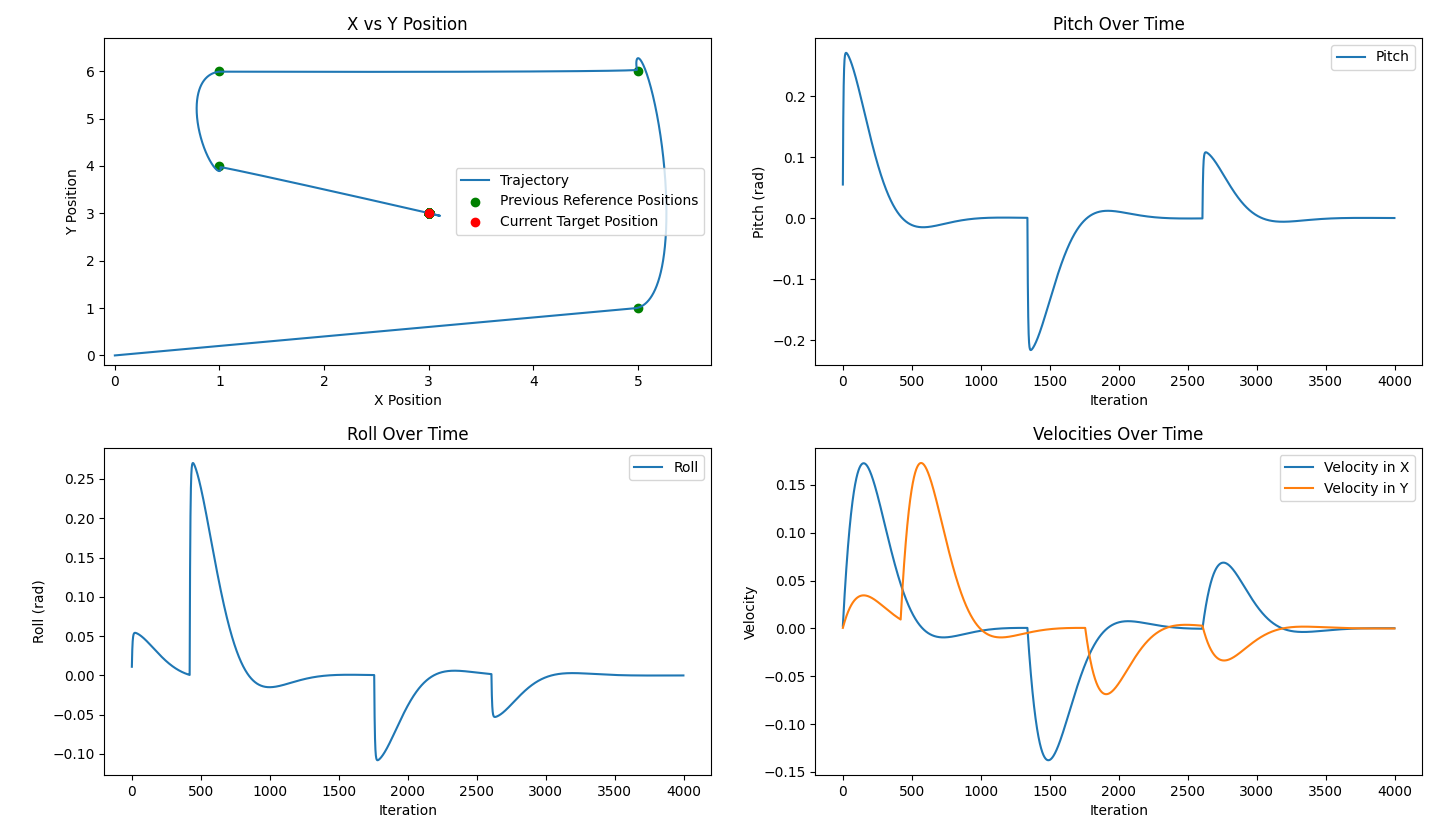 X vs Y Position
6
5
4
3
2
1
0
Y Position
Trajectory
Previous Reference Positions
Current Target Position
0 1 2 3 4 5
X Position
Pitch Over Time
0.2
0.1
0.0
−0.1
−0.2
Pitch (rad)
Pitch
0 500 1000 1500 2000 2500 3000 3500 4000
Iteration
Roll Over Time
0.25
0.20
0.15
0.10
0.05
0.00
−0.05
−0.10
Roll (rad)
Roll
0 500 1000 1500 2000 2500 3000 3500 4000
Iteration
Velocities Over Time
0.15
0.10
0.05
0.00
−0.05
−0.10
−0.15
Velocity
Velocity in X
Velocity in Y
0 500 1000 1500 2000 2500 3000 3500 4000
Iteration